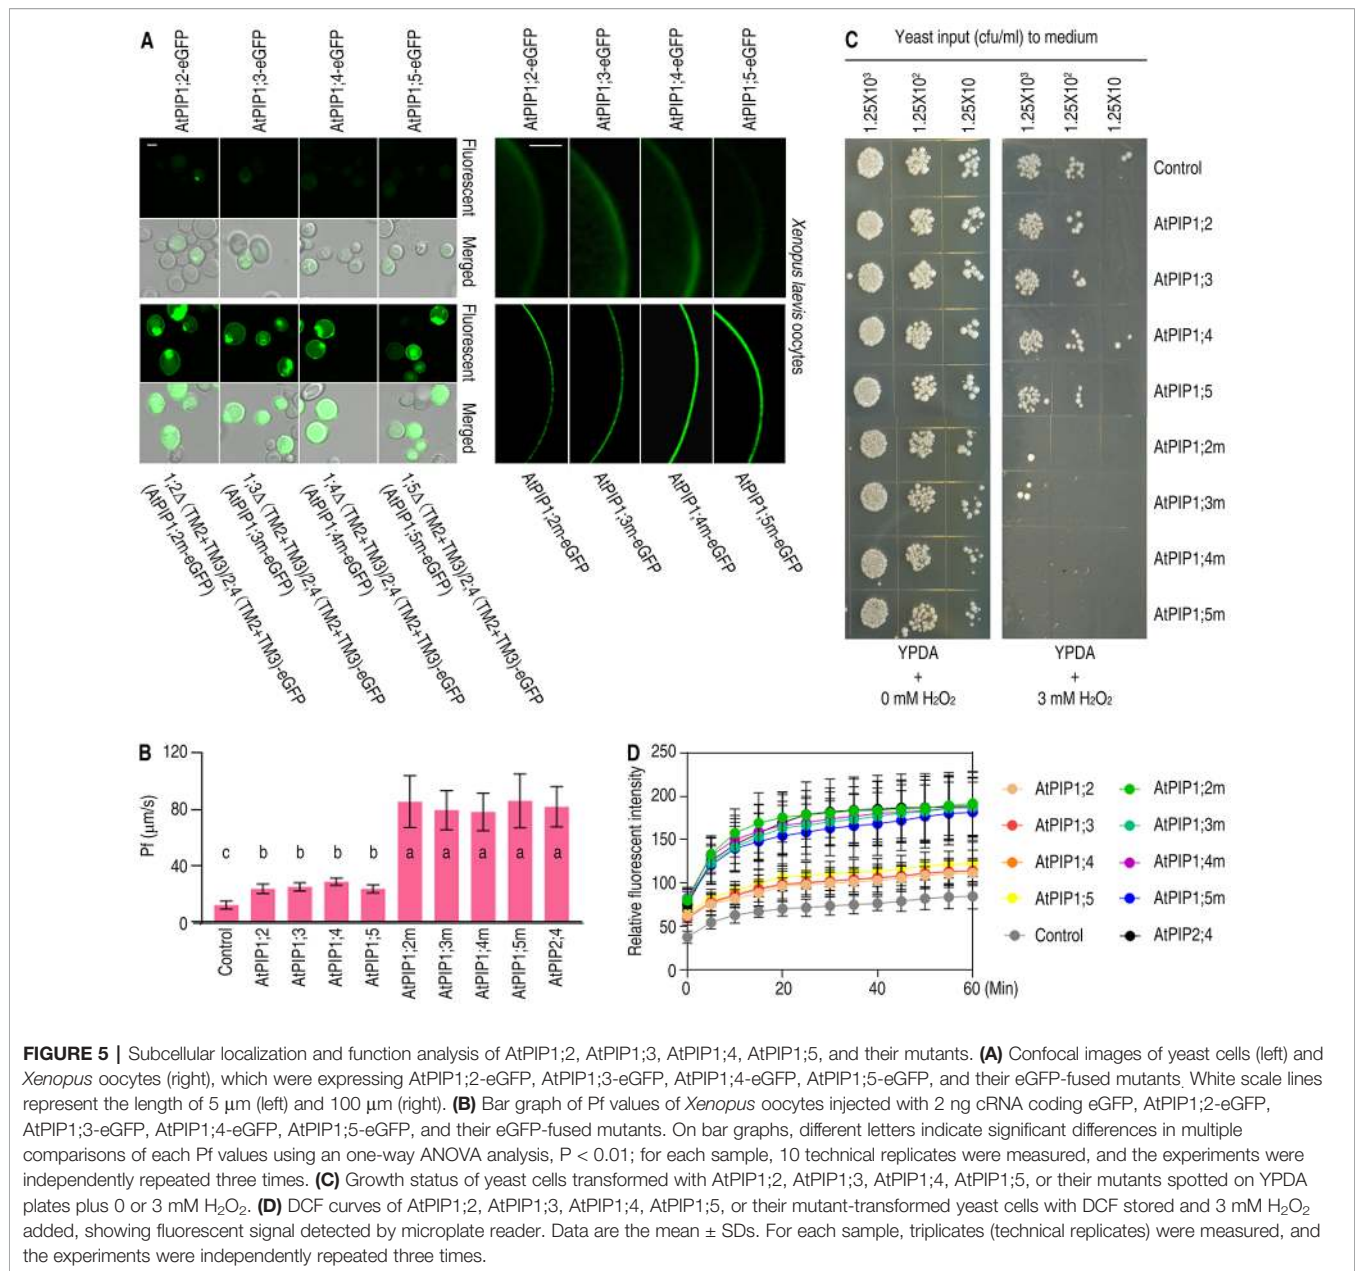 A
AtPIP1;2-eGFP
AtPIP1;3-eGFP
AtPIP1;4-eGFP
AtPIP1;5-eGFP
Fluorescent
Merged
Fluorescent
Merged
1;2Δ (TM2+TM3)/2;4 (TM2+TM3)-eGFP
(AtPIP1;2m-eGFP)
1;3Δ (TM2+TM3)/2;4 (TM2+TM3)-eGFP
(AtPIP1;3m-eGFP)
1;4Δ (TM2+TM3)/2;4 (TM2+TM3)-eGFP
(AtPIP1;4m-eGFP)
1;5Δ (TM2+TM3)/2;4 (TM2+TM3)-eGFP
(AtPIP1;5m-eGFP)
AtPIP1;2-eGFP
AtPIP1;3-eGFP
AtPIP1;4-eGFP
AtPIP1;5-eGFP
Xenopus laevis oocytes
AtPIP1;2m-eGFP
AtPIP1;3m-eGFP
AtPIP1;4m-eGFP
AtPIP1;5m-eGFP
C
Yeast input (cfu/ml) to medium
1.25X10³
1.25X10²
1.25X10
1.25X10³
1.25X10²
1.25X10
Control
AtPIP1;2
AtPIP1;3
AtPIP1;4
AtPIP1;5
AtPIP1;2m
AtPIP1;3m
AtPIP1;4m
AtPIP1;5m
YPDA
+
0 mM H₂O₂
YPDA
+
3 mM H₂O₂
B
Pf(μm/s)
120
80
40
0
c b b b b a a a a a
Control
AtPIP1;2
AtPIP1;3
AtPIP1;4
AtPIP1;5
AtPIP1;2m
AtPIP1;3m
AtPIP1;4m
AtPIP1;5m
AtPIP2;4
D
Relative fluorescent intensity
250
200
150
100
50
0
0 20 40 60 (Min)
AtPIP1;2
AtPIP1;3
AtPIP1;4
AtPIP1;5
Control
AtPIP1;2m
AtPIP1;3m
AtPIP1;4m
AtPIP1;5m
AtPIP2;4
FIGURE 5 | Subcellular localization and function analysis of AtPIP1;2, AtPIP1;3, AtPIP1;4, AtPIP1;5, and their mutants. (A) Confocal images of yeast cells (left) and
Xenopus oocytes (right), which were expressing AtPIP1;2-eGFP, AtPIP1;3-eGFP, AtPIP1;4-eGFP, AtPIP1;5-eGFP, and their eGFP-fused mutants. White scale lines
represent the length of 5 μm (left) and 100 μm (right). (B) Bar graph of Pf values of Xenopus oocytes injected with 2 ng cRNA coding eGFP, AtPIP1;2-eGFP,
AtPIP1;3-eGFP, AtPIP1;4-eGFP, AtPIP1;5-eGFP, and their eGFP-fused mutants. On bar graphs, different letters indicate significant differences in multiple
comparisons of each Pf values using an one-way ANOVA analysis, P < 0.01; for each sample, 10 technical replicates were measured, and the experiments were
independently repeated three times. (C) Growth status of yeast cells transformed with AtPIP1;2, AtPIP1;3, AtPIP1;4, AtPIP1;5, or their mutants spotted on YPDA
plates plus 0 or 3 mM H₂O₂. (D) DCF curves of AtPIP1;2, AtPIP1;3, AtPIP1;4, AtPIP1;5, or their mutant-transformed yeast cells with DCF stored and 3 mM H₂O₂
added, showing fluorescent signal detected by microplate reader. Data are the mean ± SDs. For each sample, triplicates (technical replicates) were measured, and
the experiments were independently repeated three times.